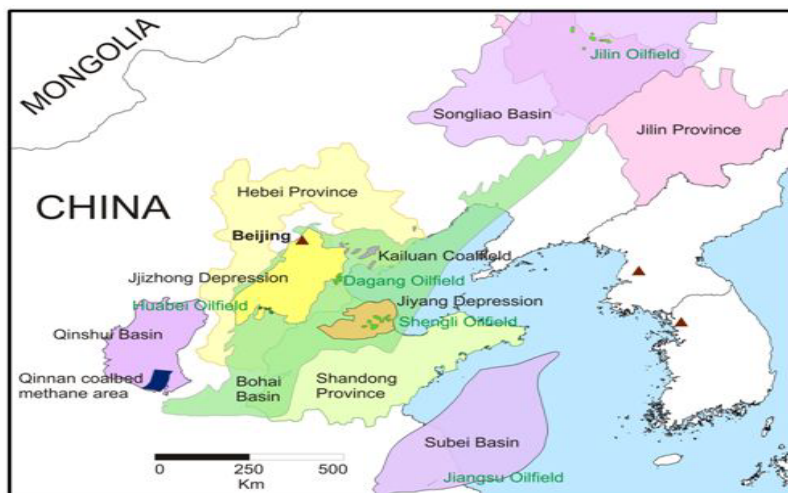 MONGOLIA
Jilin Oilfield
Songliao Basin
Jilin Province
Hebei Province
CHINA
Beijing
Kailuan Coalfield
Jjizhong Depression
Dagang Oilfield
Huabei Oilfield
Jiyang Depression
Shengli Oilfield
Qinshui Basin
Qinnan coalbed
methane area
Bohai
Basin
Shandong
Province
Subei Basin
Jiangsu Oilfield
0 250 500
Km